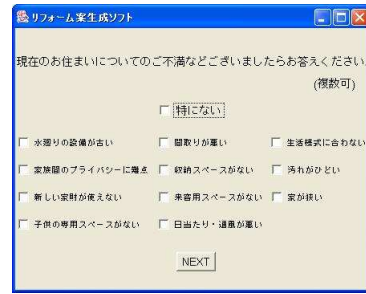 リフォーム案生成ソフト
現在のお住まいについてのご不満などございましたらお答えください。
(複数可)
特にない
水廻りの設備が古い 間取りが悪い 生活様式に合わない
家族間のプライバシーに難点 収納スペースがない 汚れがひどい
新しい家財が使えない 来客用スペースがない 家が狭い
子供の専用スペースがない 日当たり・通風が悪い
NEXT